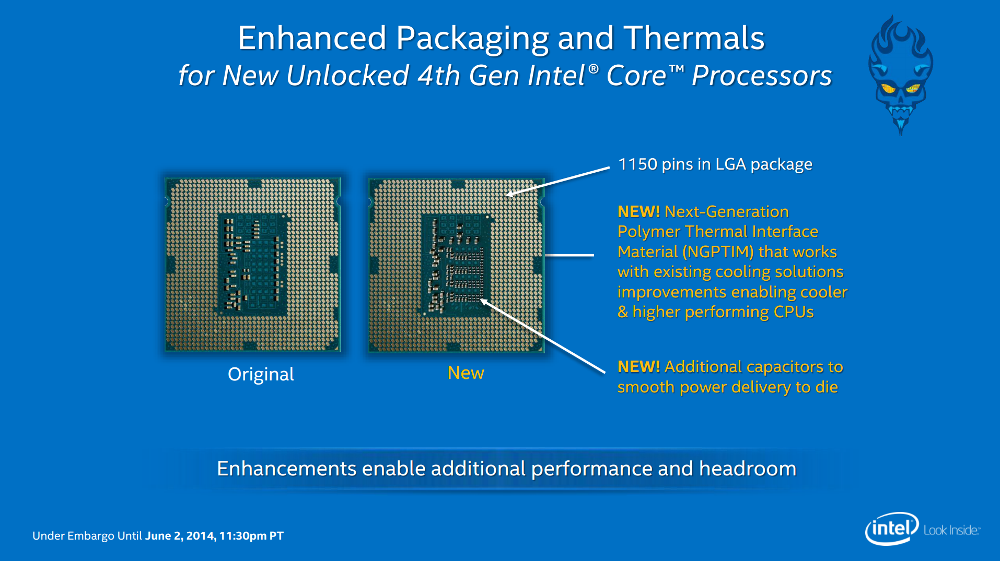 Enhanced Packaging and Thermals
for New Unlocked 4th Gen Intel® Core™ Processors
1150 pins in LGA package
NEW! Next-Generation
Polymer Thermal Interface
Material (NGPTIM) that works
with existing cooling solutions
improvements enabling cooler
& higher performing CPUs
Original
New
NEW! Additional capacitors to
smooth power delivery to die
Enhancements enable additional performance and headroom
Under Embargo Until June 2, 2014, 11:30pm PT
intel® Look Inside.™